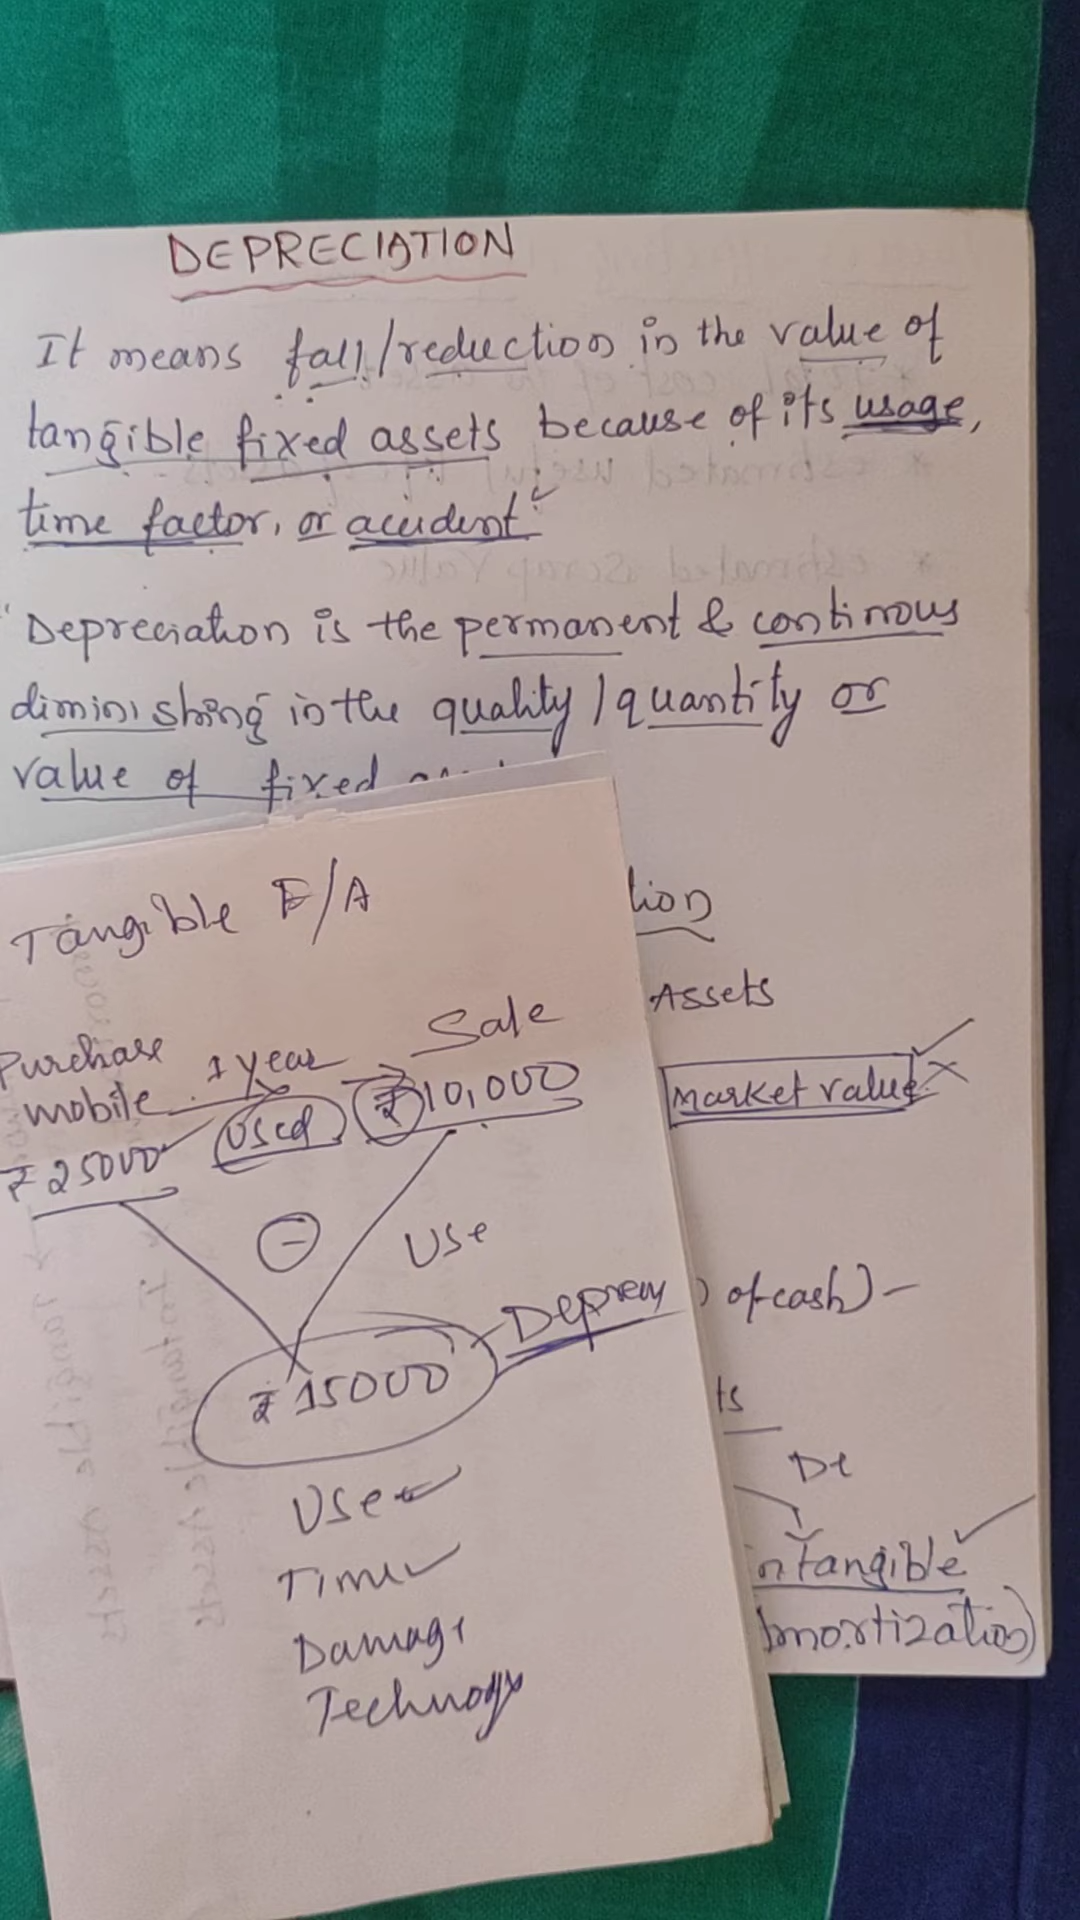 DEPRECIATION
It means fall/reduction in the value of
tangible fixed assets because of its usage,
time factor, or accident.
Depreciation is the permanent & continous
diminishing in the quality / quantity or
value of fixed
Tangible F/A
Purchase 1 year Sale
mobile used ₹10,000
₹25000
Use
₹15000
Use
Time
Damage
tion
Assets
market value
of cash) -
ts
De
intangible